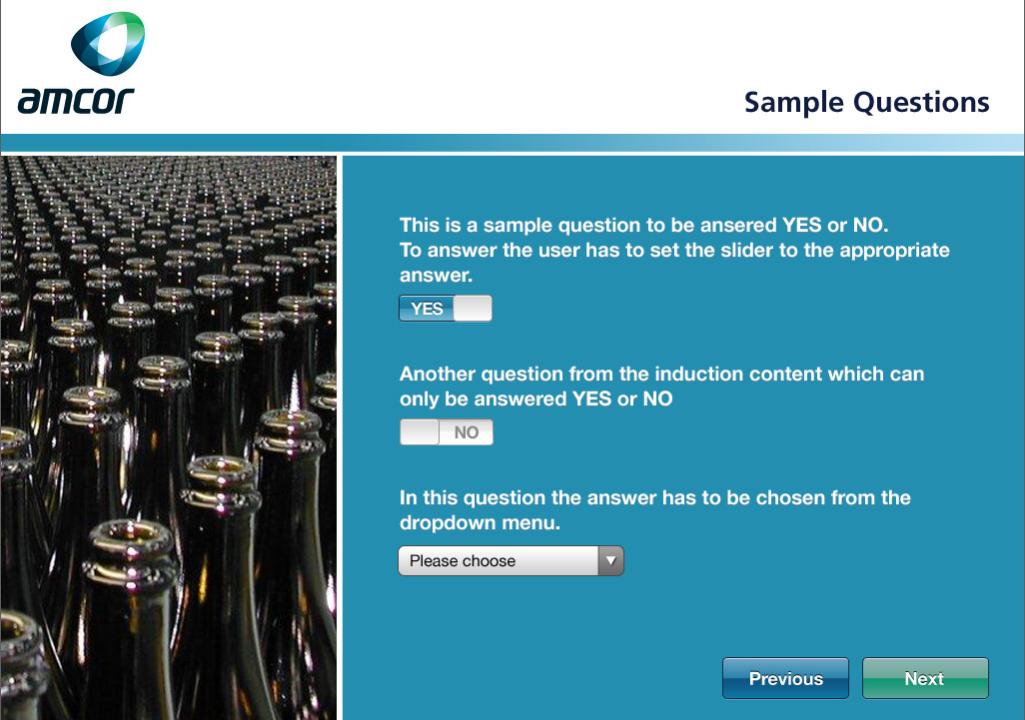 amcor
Sample Questions
This is a sample question to be ansered YES or NO.
To answer the user has to set the slider to the appropriate
answer.
YES
Another question from the induction content which can
only be answered YES or NO
NO
In this question the answer has to be chosen from the
dropdown menu.
Please choose
Previous
Next